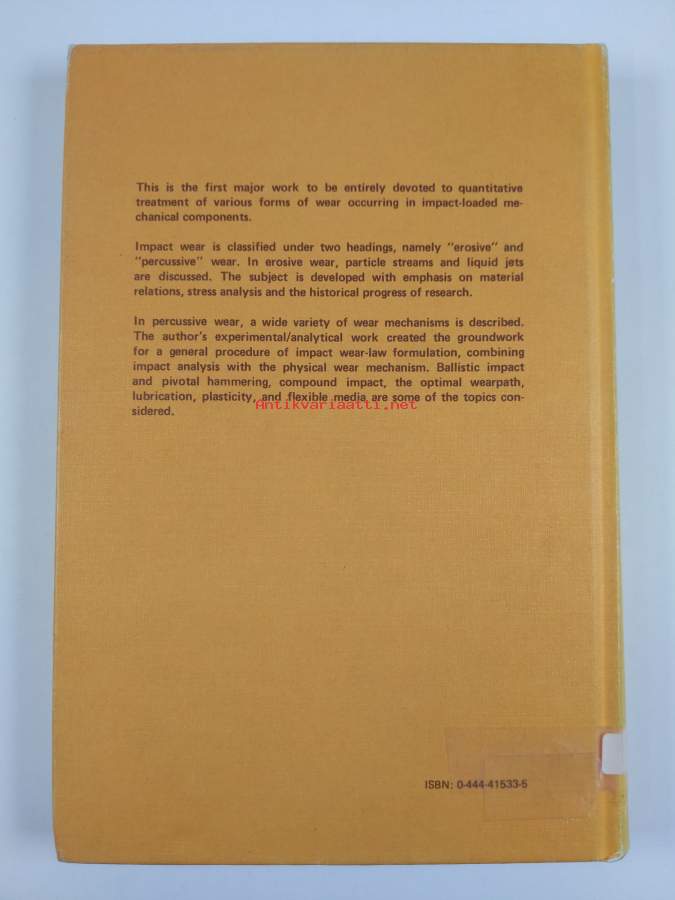 This is the first major work to be entirely devoted to quantitative
treatment of various forms of wear occurring in impact-loaded me-
chanical components.
Impact wear is classified under two headings, namely "erosive" and
"percussive" wear. In erosive wear, particle streams and liquid jets
are discussed. The subject is developed with emphasis on material
relations, stress analysis and the historical progress of research.
In percussive wear, a wide variety of wear mechanisms is described.
The author's experimental/analytical work created the groundwork
for a general procedure of impact wear-law formulation, combining
impact analysis with the physical wear mechanism. Ballistic impact
and pivotal hammering, compound impact, the optimal wearpath,
lubrication, plasticity, and flexible media are some of the topics con-
sidered.
Antikvariaatti.net
ISBN: 0-444-41533-5